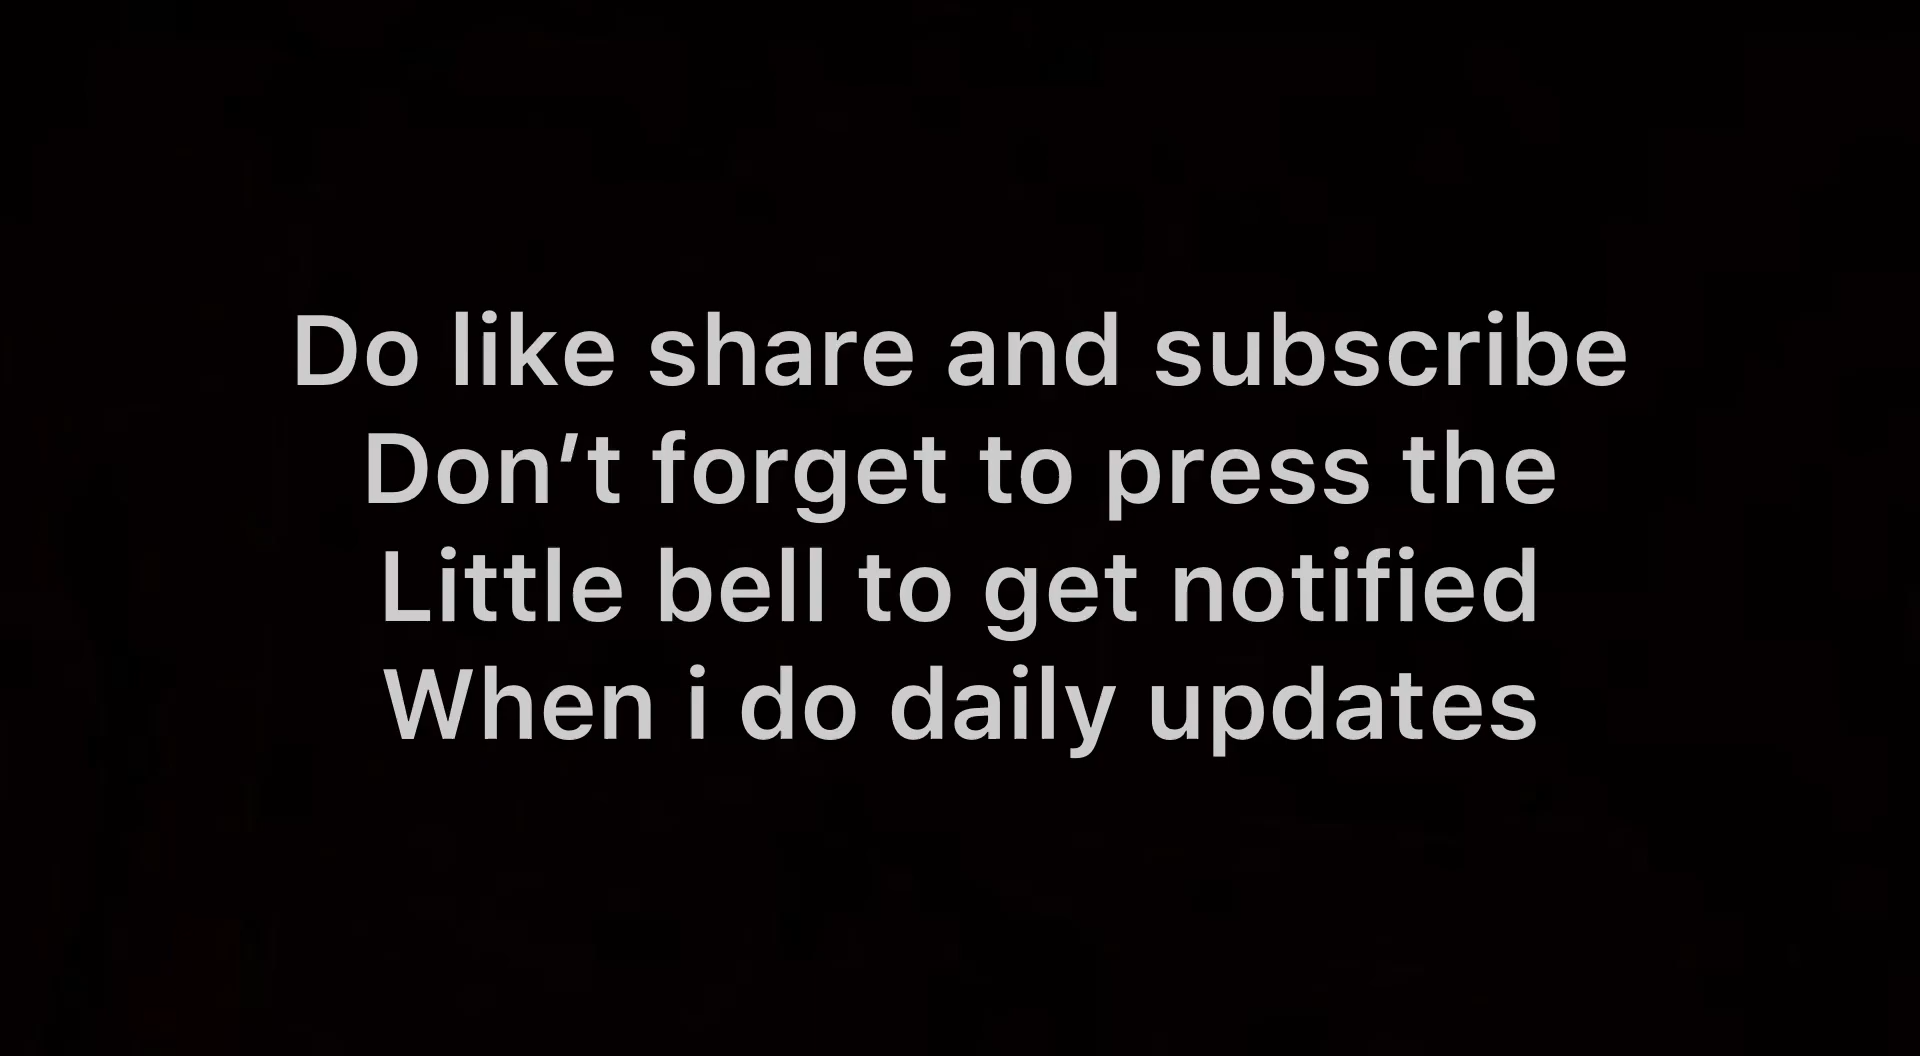 Do like share and subscribe
Don’t forget to press the
Little bell to get notified
When i do daily updates